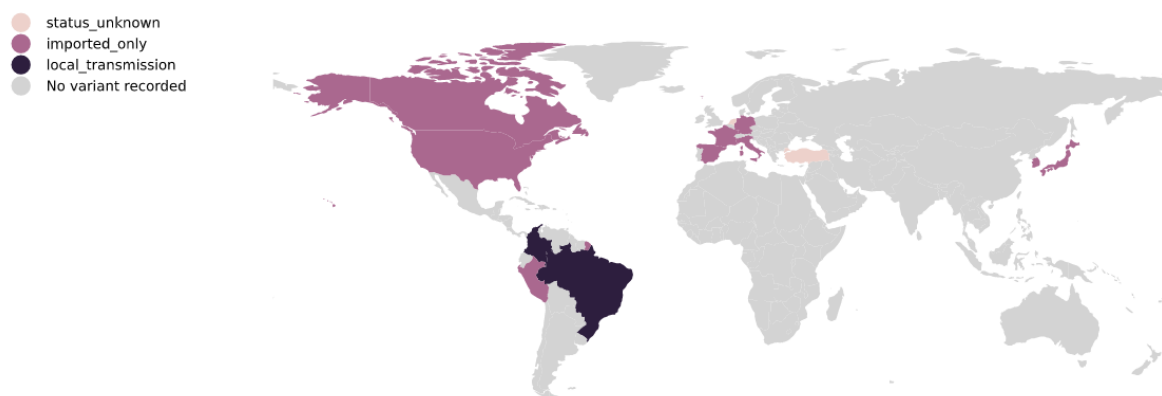 status_unknown
imported_only
local_transmission
No variant recorded